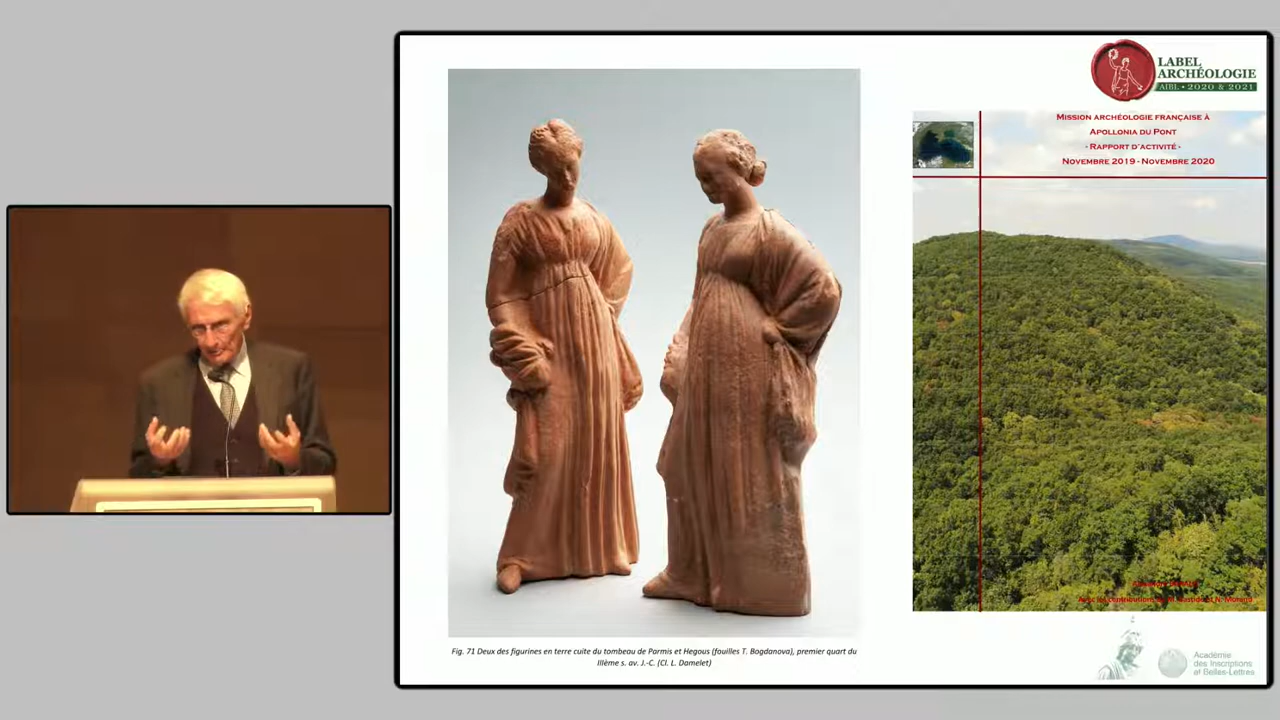 LABEL
ARCHÉOLOGIE
AIBL • 2020 & 2021
Mission archéologie française à
Apollonia du Pont
- Rapport d'activité -
Novembre 2019 - Novembre 2020
Fig. 71 Deux des figurines en terre cuite du tombeau de Parmis et Hegous (fouilles T. Bogdanova), premier quart du
IIIème s. av. J.-C. (Cl. L. Damelet)
Académie
des Inscriptions
et Belles-Lettres